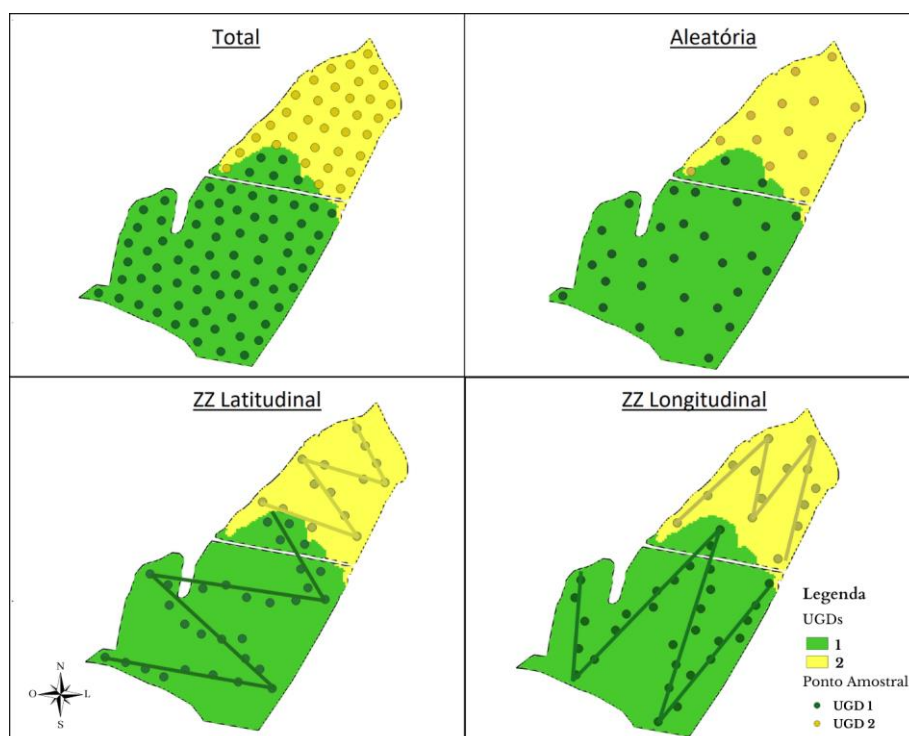 Total
Aleatória
ZZ Latitudinal
ZZ Longitudinal
Legenda
UGDs
1
2
Ponto Amostral
UGD 1
UGD 2
N
O
L
S